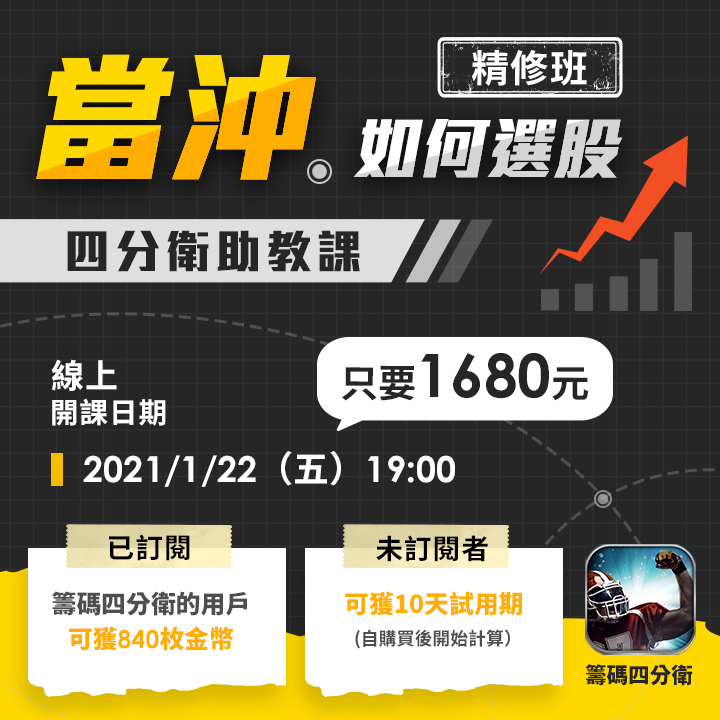 精修班
當沖
如何選股
四分衛助教課
線上
開課日期
只要1680元
2021/1/22（五）19:00
已訂閱
籌碼四分衛的用戶
可獲840枚金幣
未訂閱者
可獲10天試用期
(自購買後開始計算）
籌碼四分衛